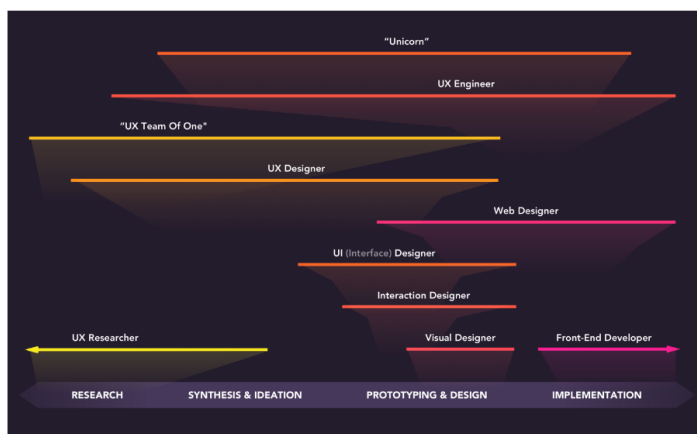 “Unicorn”
UX Engineer
“UX Team Of One"
UX Designer
Web Designer
UI (Interface) Designer
Interaction Designer
UX Researcher
Visual Designer
Front-End Developer
RESEARCH
SYNTHESIS & IDEATION
PROTOTYPING & DESIGN
IMPLEMENTATION